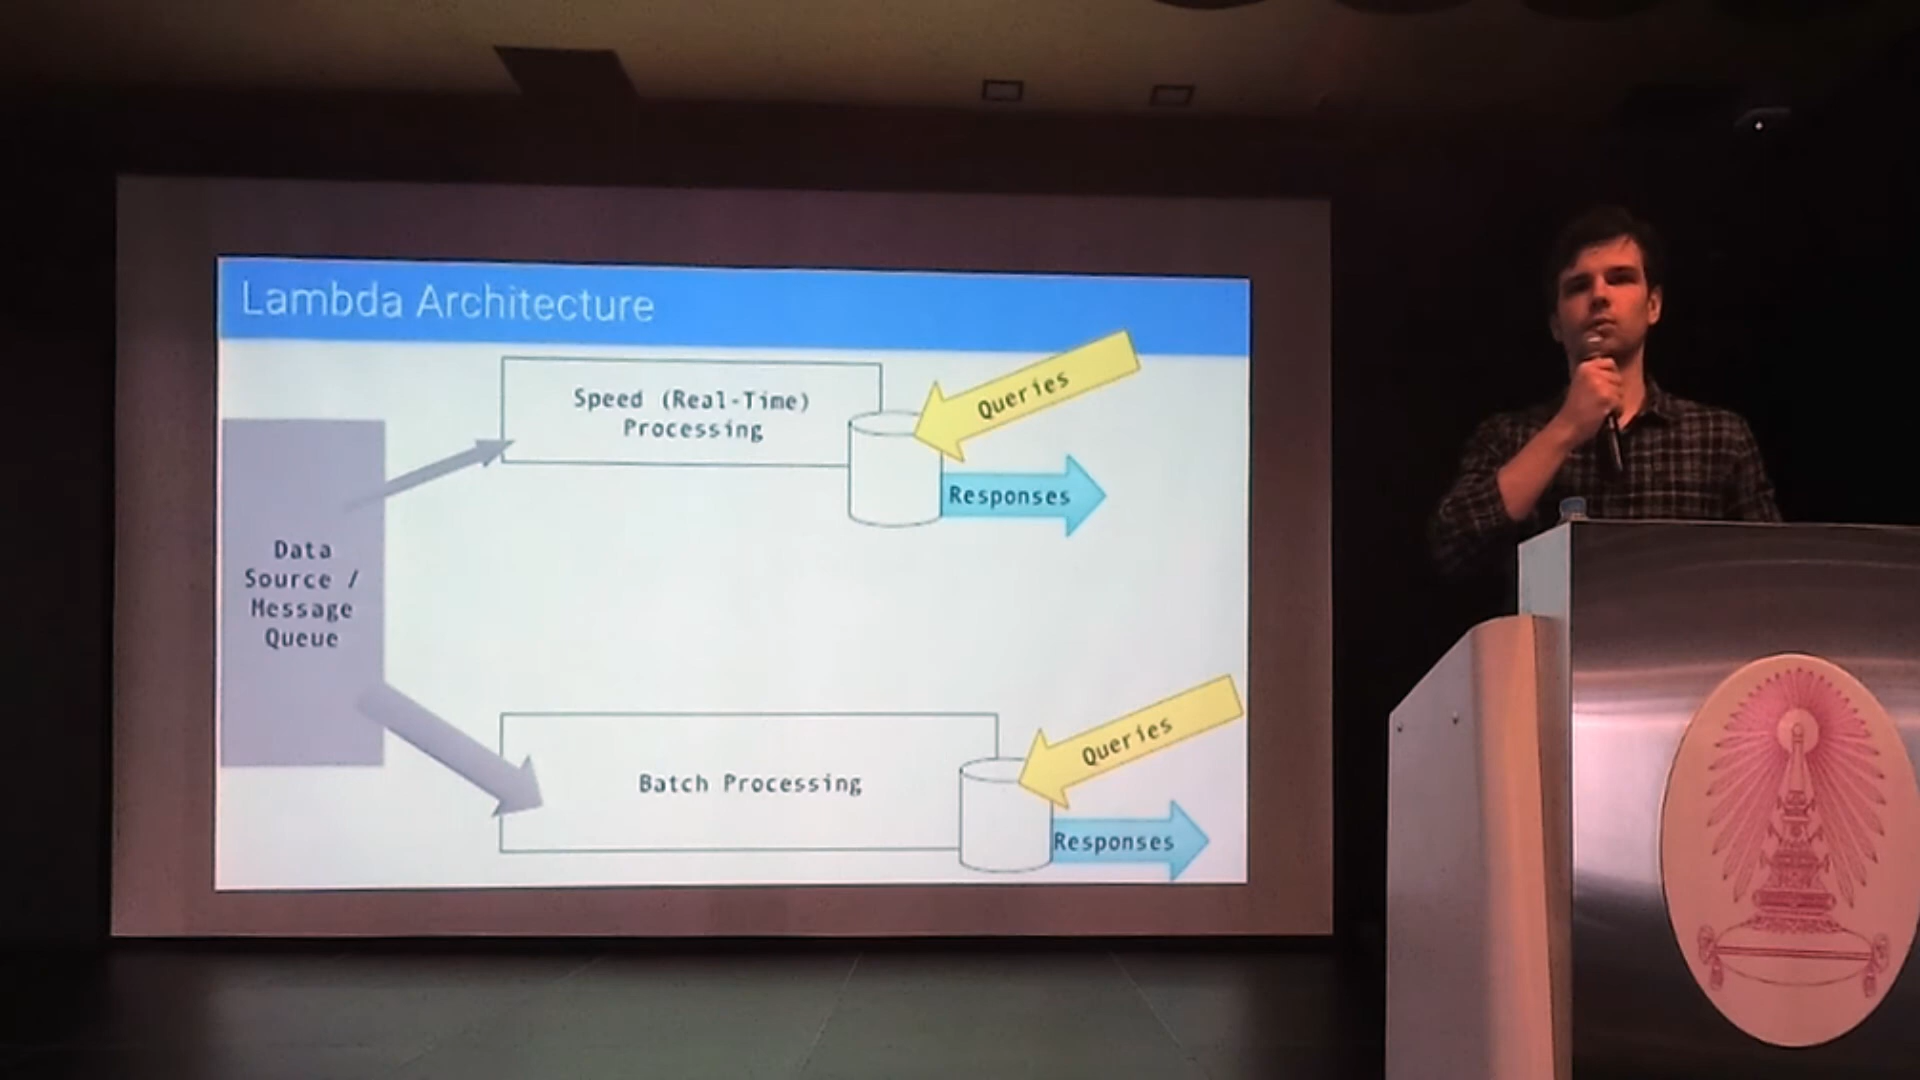 Lambda Architecture
Speed (Real-Time)
Processing
Queries
Responses
Data
Source /
Message
Queue
Batch Processing
Queries
Responses